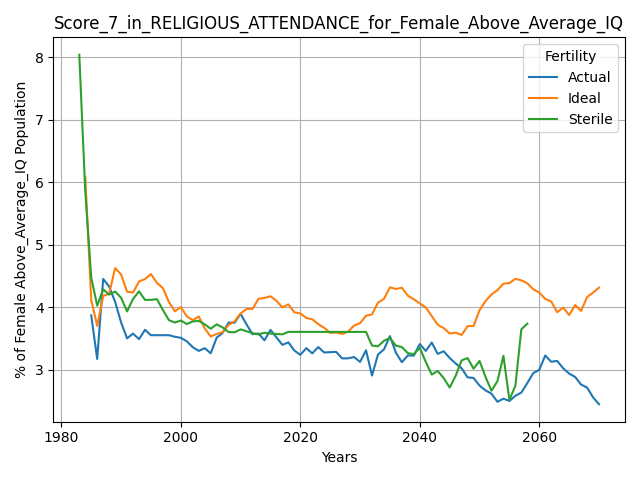 Score_7_in_RELIGIOUS_ATTENDANCE_for_Female_Above_Average_IQ
% of Female Above_Average_IQ Population
8
7
6
5
4
3
Fertility
Actual
Ideal
Sterile
1980 2000 2020 2040 2060
Years